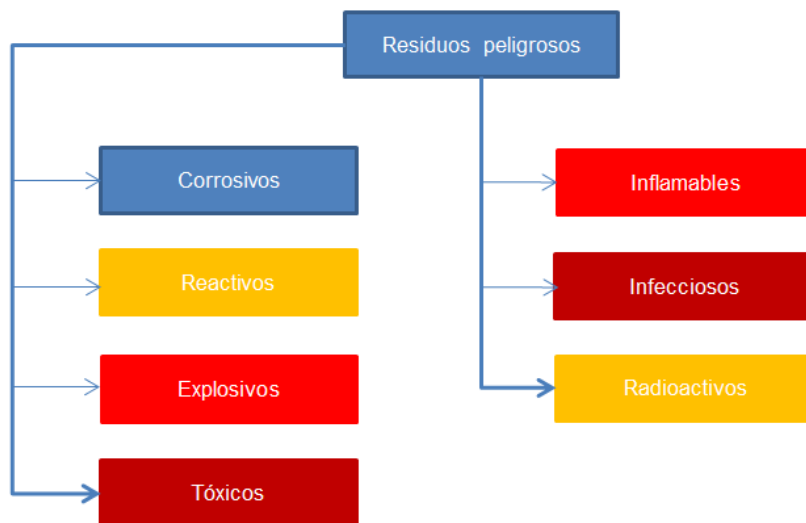 Residuos peligrosos
Corrosivos
Reactivos
Explosivos
Tóxicos
Inflamables
Infecciosos
Radioactivos